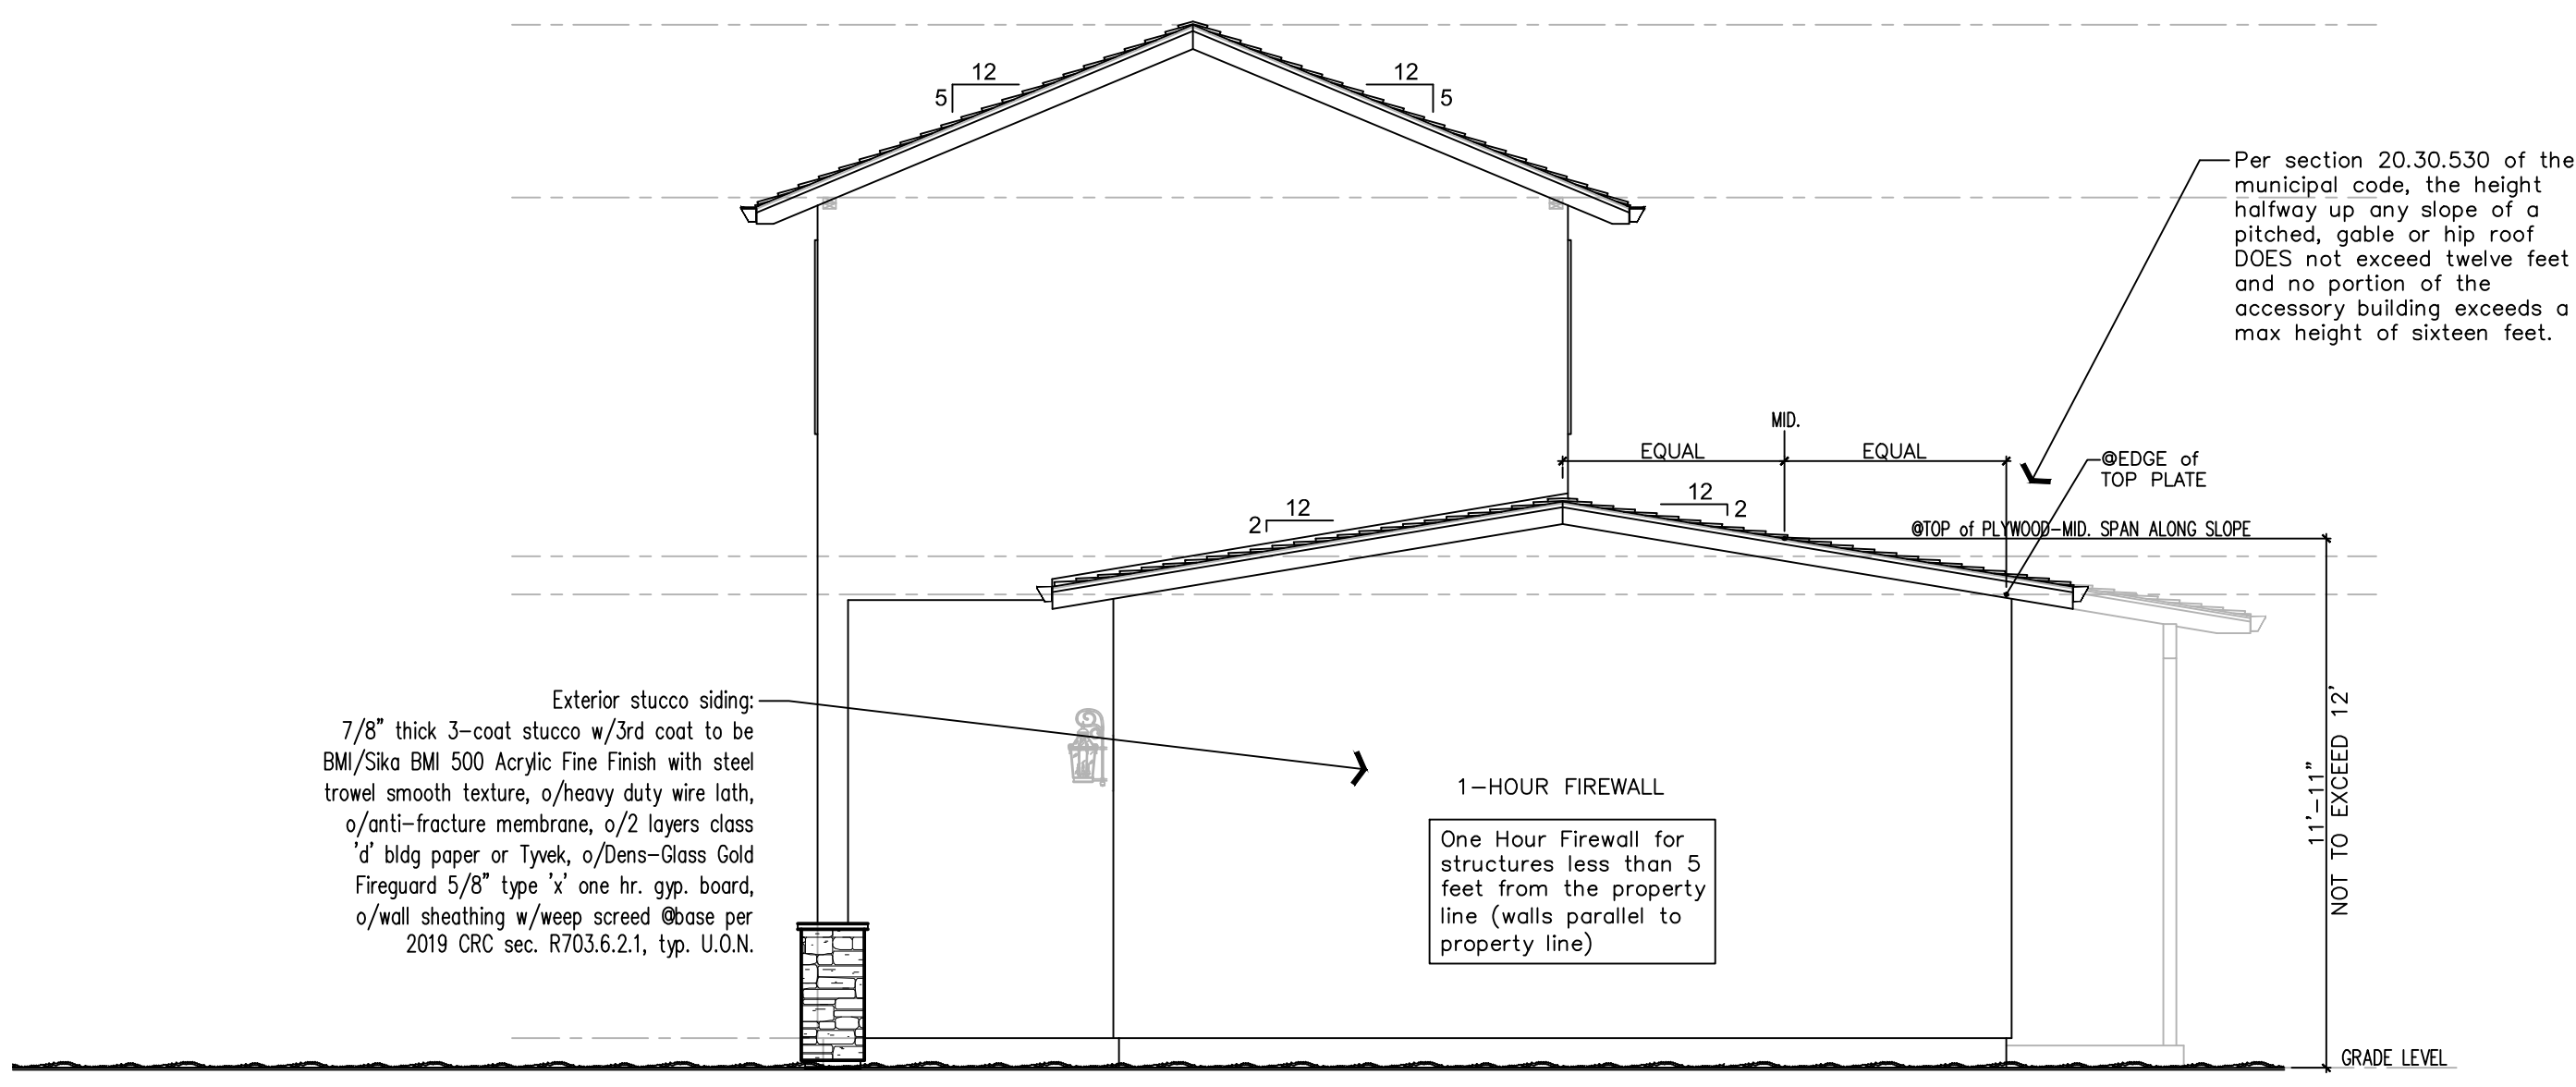 12
5
12
5
Per section 20.30.530 of the
municipal code, the height
halfway up any slope of a
pitched, gable or hip roof
DOES not exceed twelve feet
and no portion of the
accessory building exceeds a
max height of sixteen feet.
MID.
EQUAL
EQUAL
@EDGE of
TOP PLATE
12
2
12
2
@TOP of PLYWOOD-MID. SPAN ALONG SLOPE
Exterior stucco siding:
7/8" thick 3-coat stucco w/3rd coat to be
BMI/Sika BMI 500 Acrylic Fine Finish with steel
trowel smooth texture, o/heavy duty wire lath,
o/anti-fracture membrane, o/2 layers class
'd' bldg paper or Tyvek, o/Dens-Glass Gold
Fireguard 5/8" type 'x' one hr. gyp. board,
o/wall sheathing w/weep screed @base per
2019 CRC sec. R703.6.2.1, typ. U.O.N.
1-HOUR FIREWALL
One Hour Firewall for
structures less than 5
feet from the property
line (walls parallel to
property line)
11'-11"
NOT TO EXCEED 12'
GRADE LEVEL